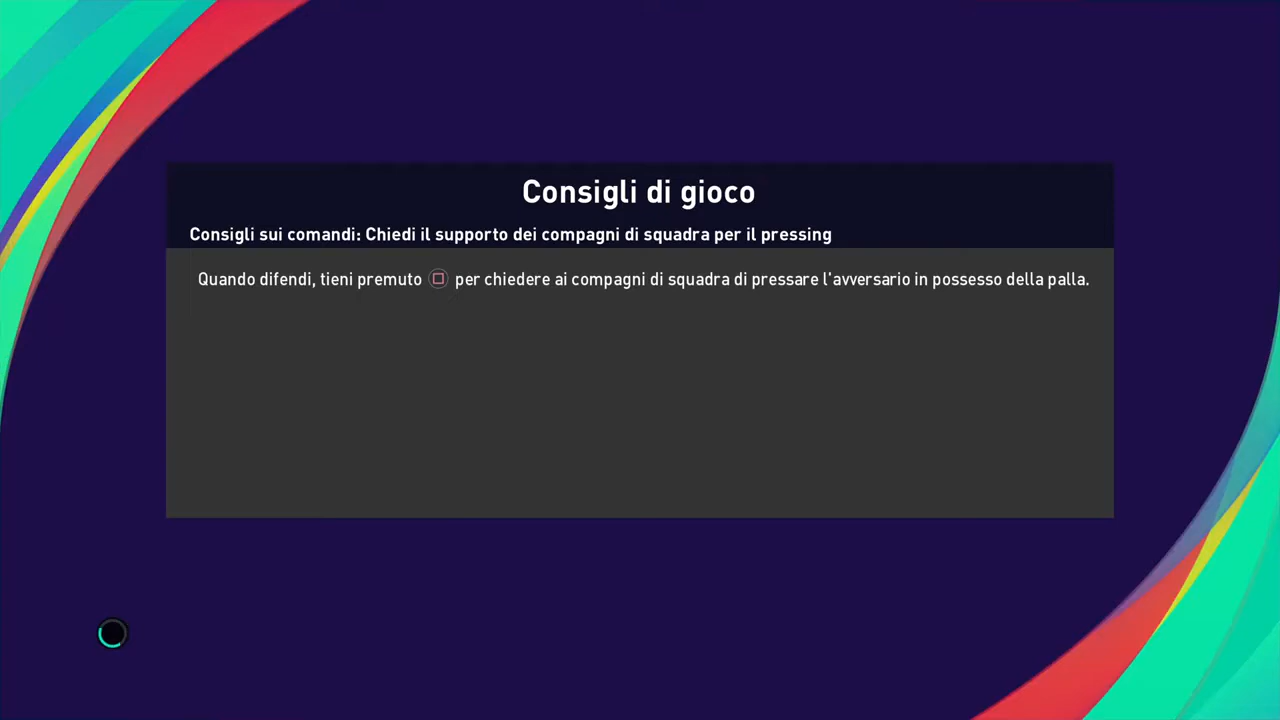 Consigli di gioco
Consigli sui comandi: Chiedi il supporto dei compagni di squadra per il pressing
Quando difendi, tieni premuto per chiedere ai compagni di squadra di pressare l'avversario in possesso della palla.